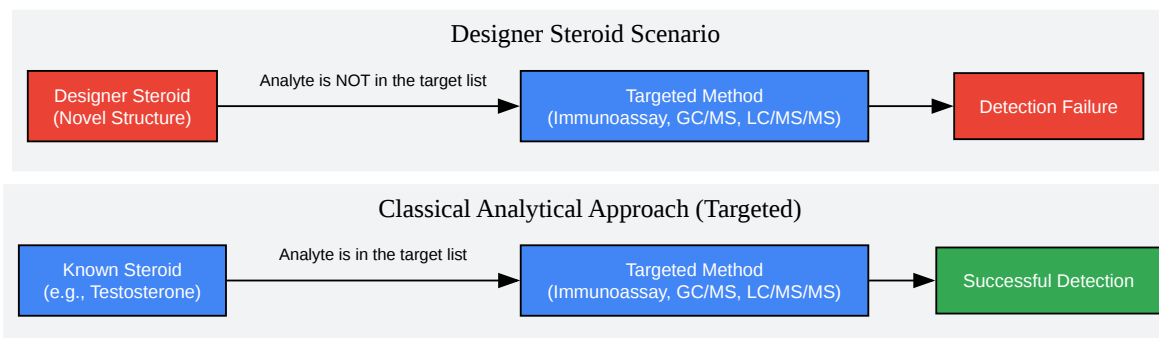 Designer Steroid Scenario
Analyte is NOT in the target list
Designer Steroid
(Novel Structure)
Targeted Method
(Immunoassay, GC/MS, LC/MS/MS)
Detection Failure
Classical Analytical Approach (Targeted)
Analyte is in the target list
Known Steroid
(e.g., Testosterone)
Targeted Method
(Immunoassay, GC/MS, LC/MS/MS)
Successful Detection